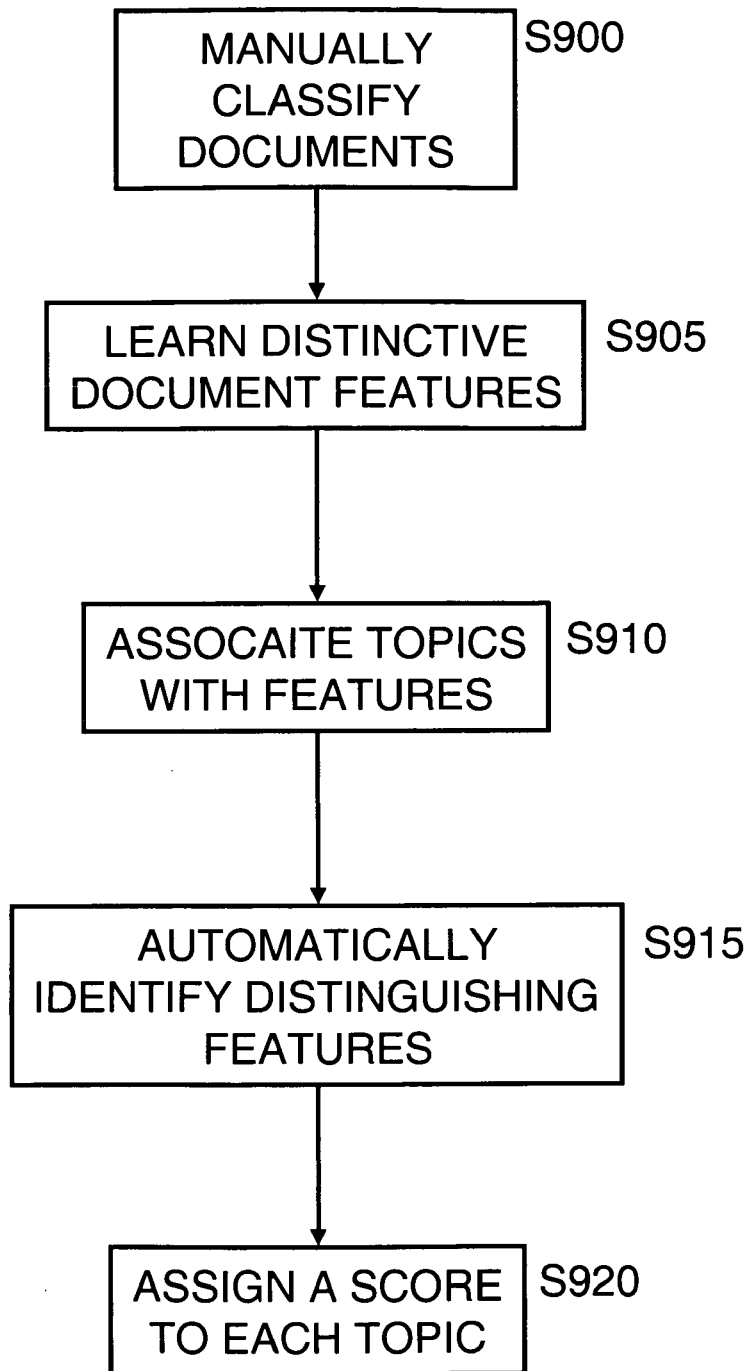 MANUALLY
CLASSIFY
DOCUMENTS
S900
LEARN DISTINCTIVE
DOCUMENT FEATURES
S905
ASSOCAITE TOPICS
WITH FEATURES
S910
AUTOMATICALLY
IDENTIFY DISTINGUISHING
FEATURES
S915
ASSIGN A SCORE
TO EACH TOPIC
S920